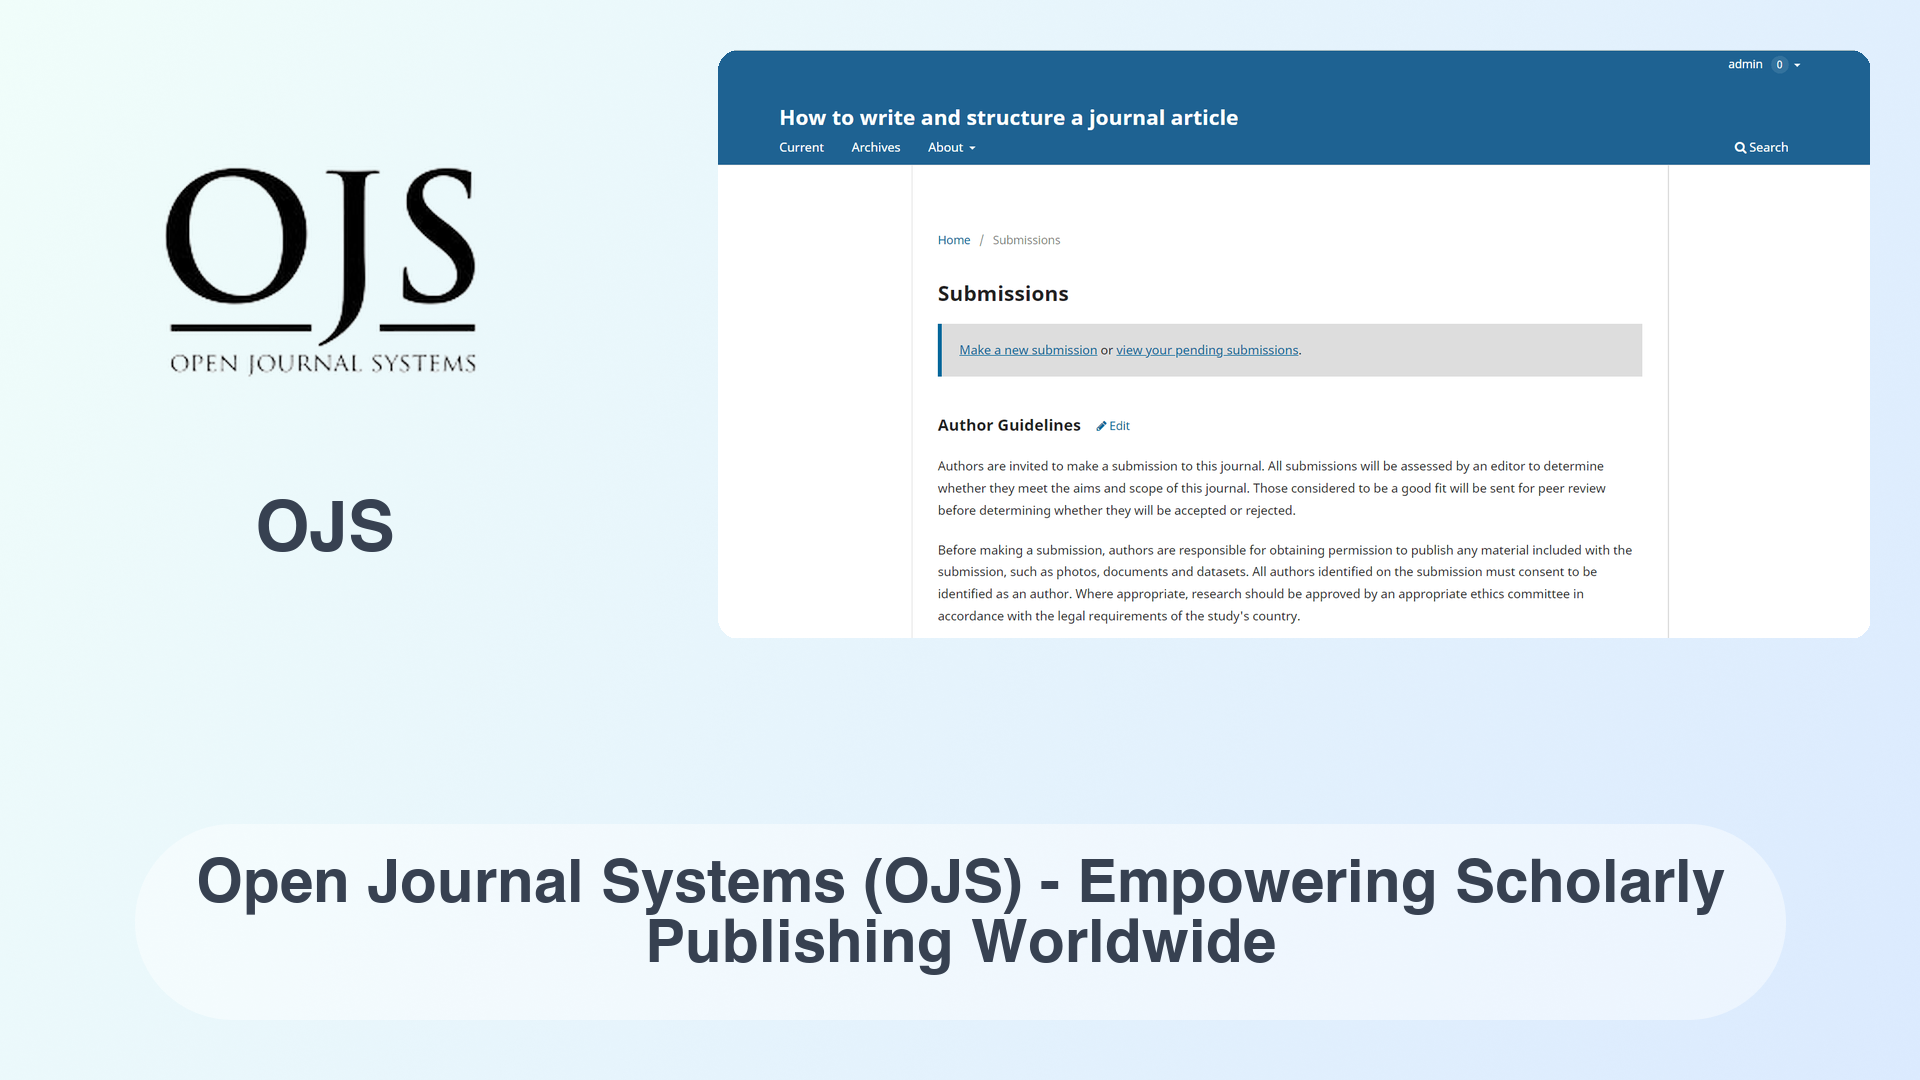 OJS
OPEN JOURNAL SYSTEMS
OJS
admin 0
How to write and structure a journal article
Current Archives About Search
Home / Submissions
Submissions
Make a new submission or view your pending submissions.
Author Guidelines Edit
Authors are invited to make a submission to this journal. All submissions will be assessed by an editor to determine
whether they meet the aims and scope of this journal. Those considered to be a good fit will be sent for peer review
before determining whether they will be accepted or rejected.
Before making a submission, authors are responsible for obtaining permission to publish any material included with the
submission, such as photos, documents and datasets. All authors identified on the submission must consent to be
identified as an author. Where appropriate, research should be approved by an appropriate ethics committee in
accordance with the legal requirements of the study's country.
Open Journal Systems (OJS) - Empowering Scholarly
Publishing Worldwide